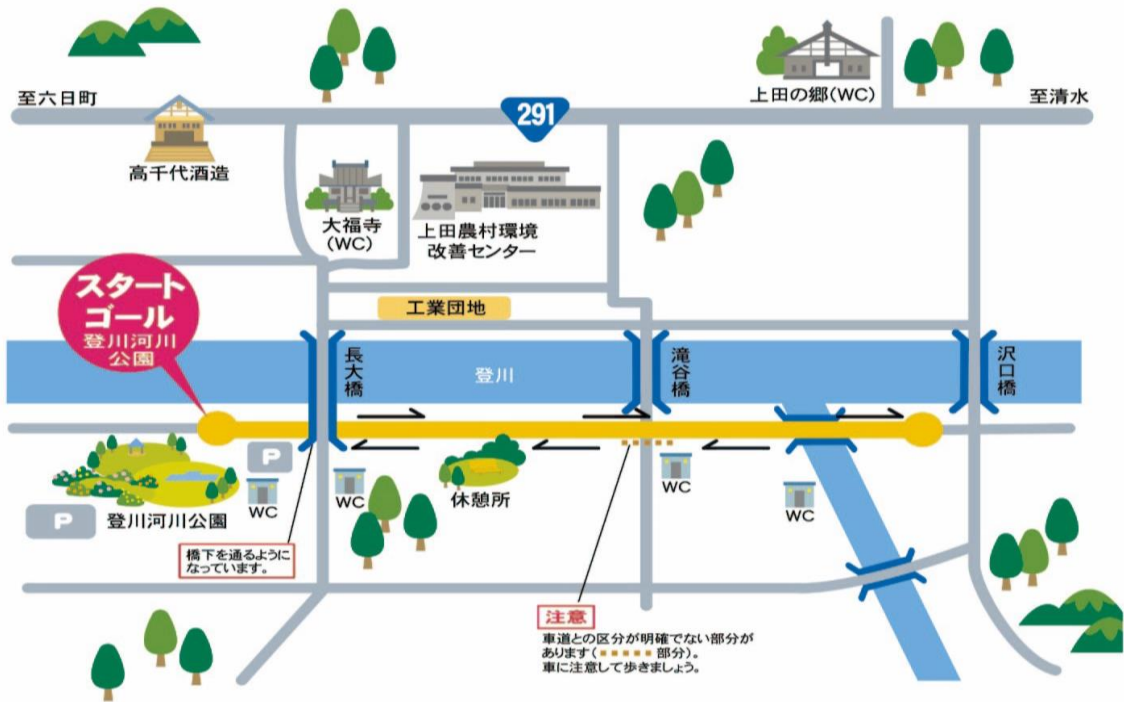 至六日町
291
上田の郷(WC)
至清水
高千代酒造
大福寺
(WC)
上田農村環境
改善センター
スタート
ゴール
登川河川
公園
工業団地
長大橋
登川
滝谷橋
沢口橋
P
WC
WC
休憩所
WC
WC
P
登川河川公園
橋下を通るように
なっています。
注意
車道との区分が明確でない部分が
あります(部分)。
車に注意して歩きましょう。